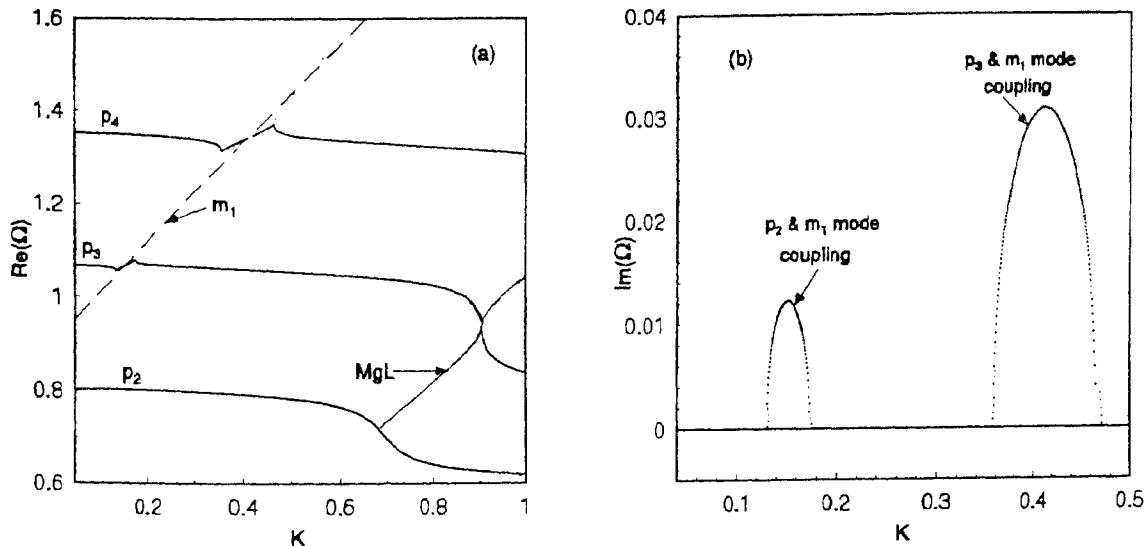 1.6
1.4
1.2
1
0.8
0.6
Re(Ω)
(a)
p4
m1
p3
MgL
p2
0.2
0.4
0.6
0.8
1
K
0.04
0.03
0.02
0.01
0
Im(Ω)
(b)
p3 & m1 mode
coupling
p2 & m1 mode
coupling
0.1
0.2
0.3
0.4
0.5
K